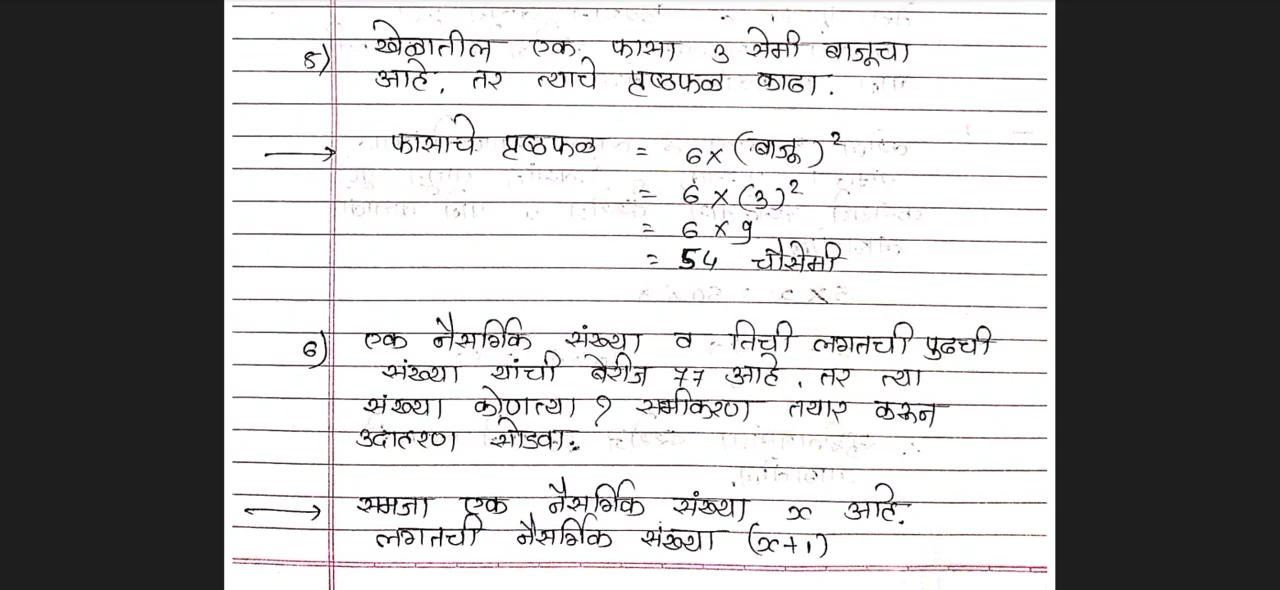 5) खेळातील एक फासा 3 सेमी बाजूचा
आहे. तर त्याचे पृष्ठफळ काढा.
→ फासाचे पृष्ठफळ = 6 × (बाजू)²
= 6 × (3)²
= 6 × 9
= 54 चौसेमी
6) एक नैसर्गिक संख्या व तिची लगतची पुढची
संख्या यांची बेरीज 77 आहे. तर त्या
संख्या कोणत्या ? समीकरण तयार करून
उदाहरण सोडवा.
→ समजा एक नैसर्गिक संख्या x आहे.
लगतची नैसर्गिक संख्या (x+1)